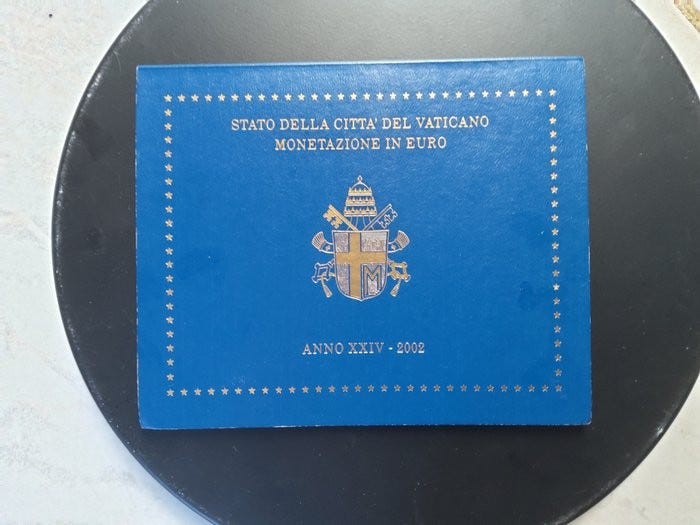 STATO DELLA CITTA' DEL VATICANO
MONETAZIONE IN EURO
M
ANNO XXIV - 2002